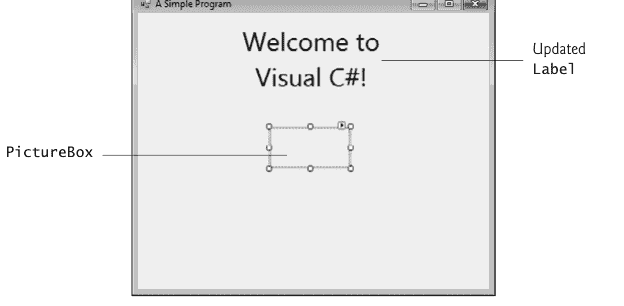 A Simple Program
Welcome to
Visual C#!
Updated
Label
PictureBox